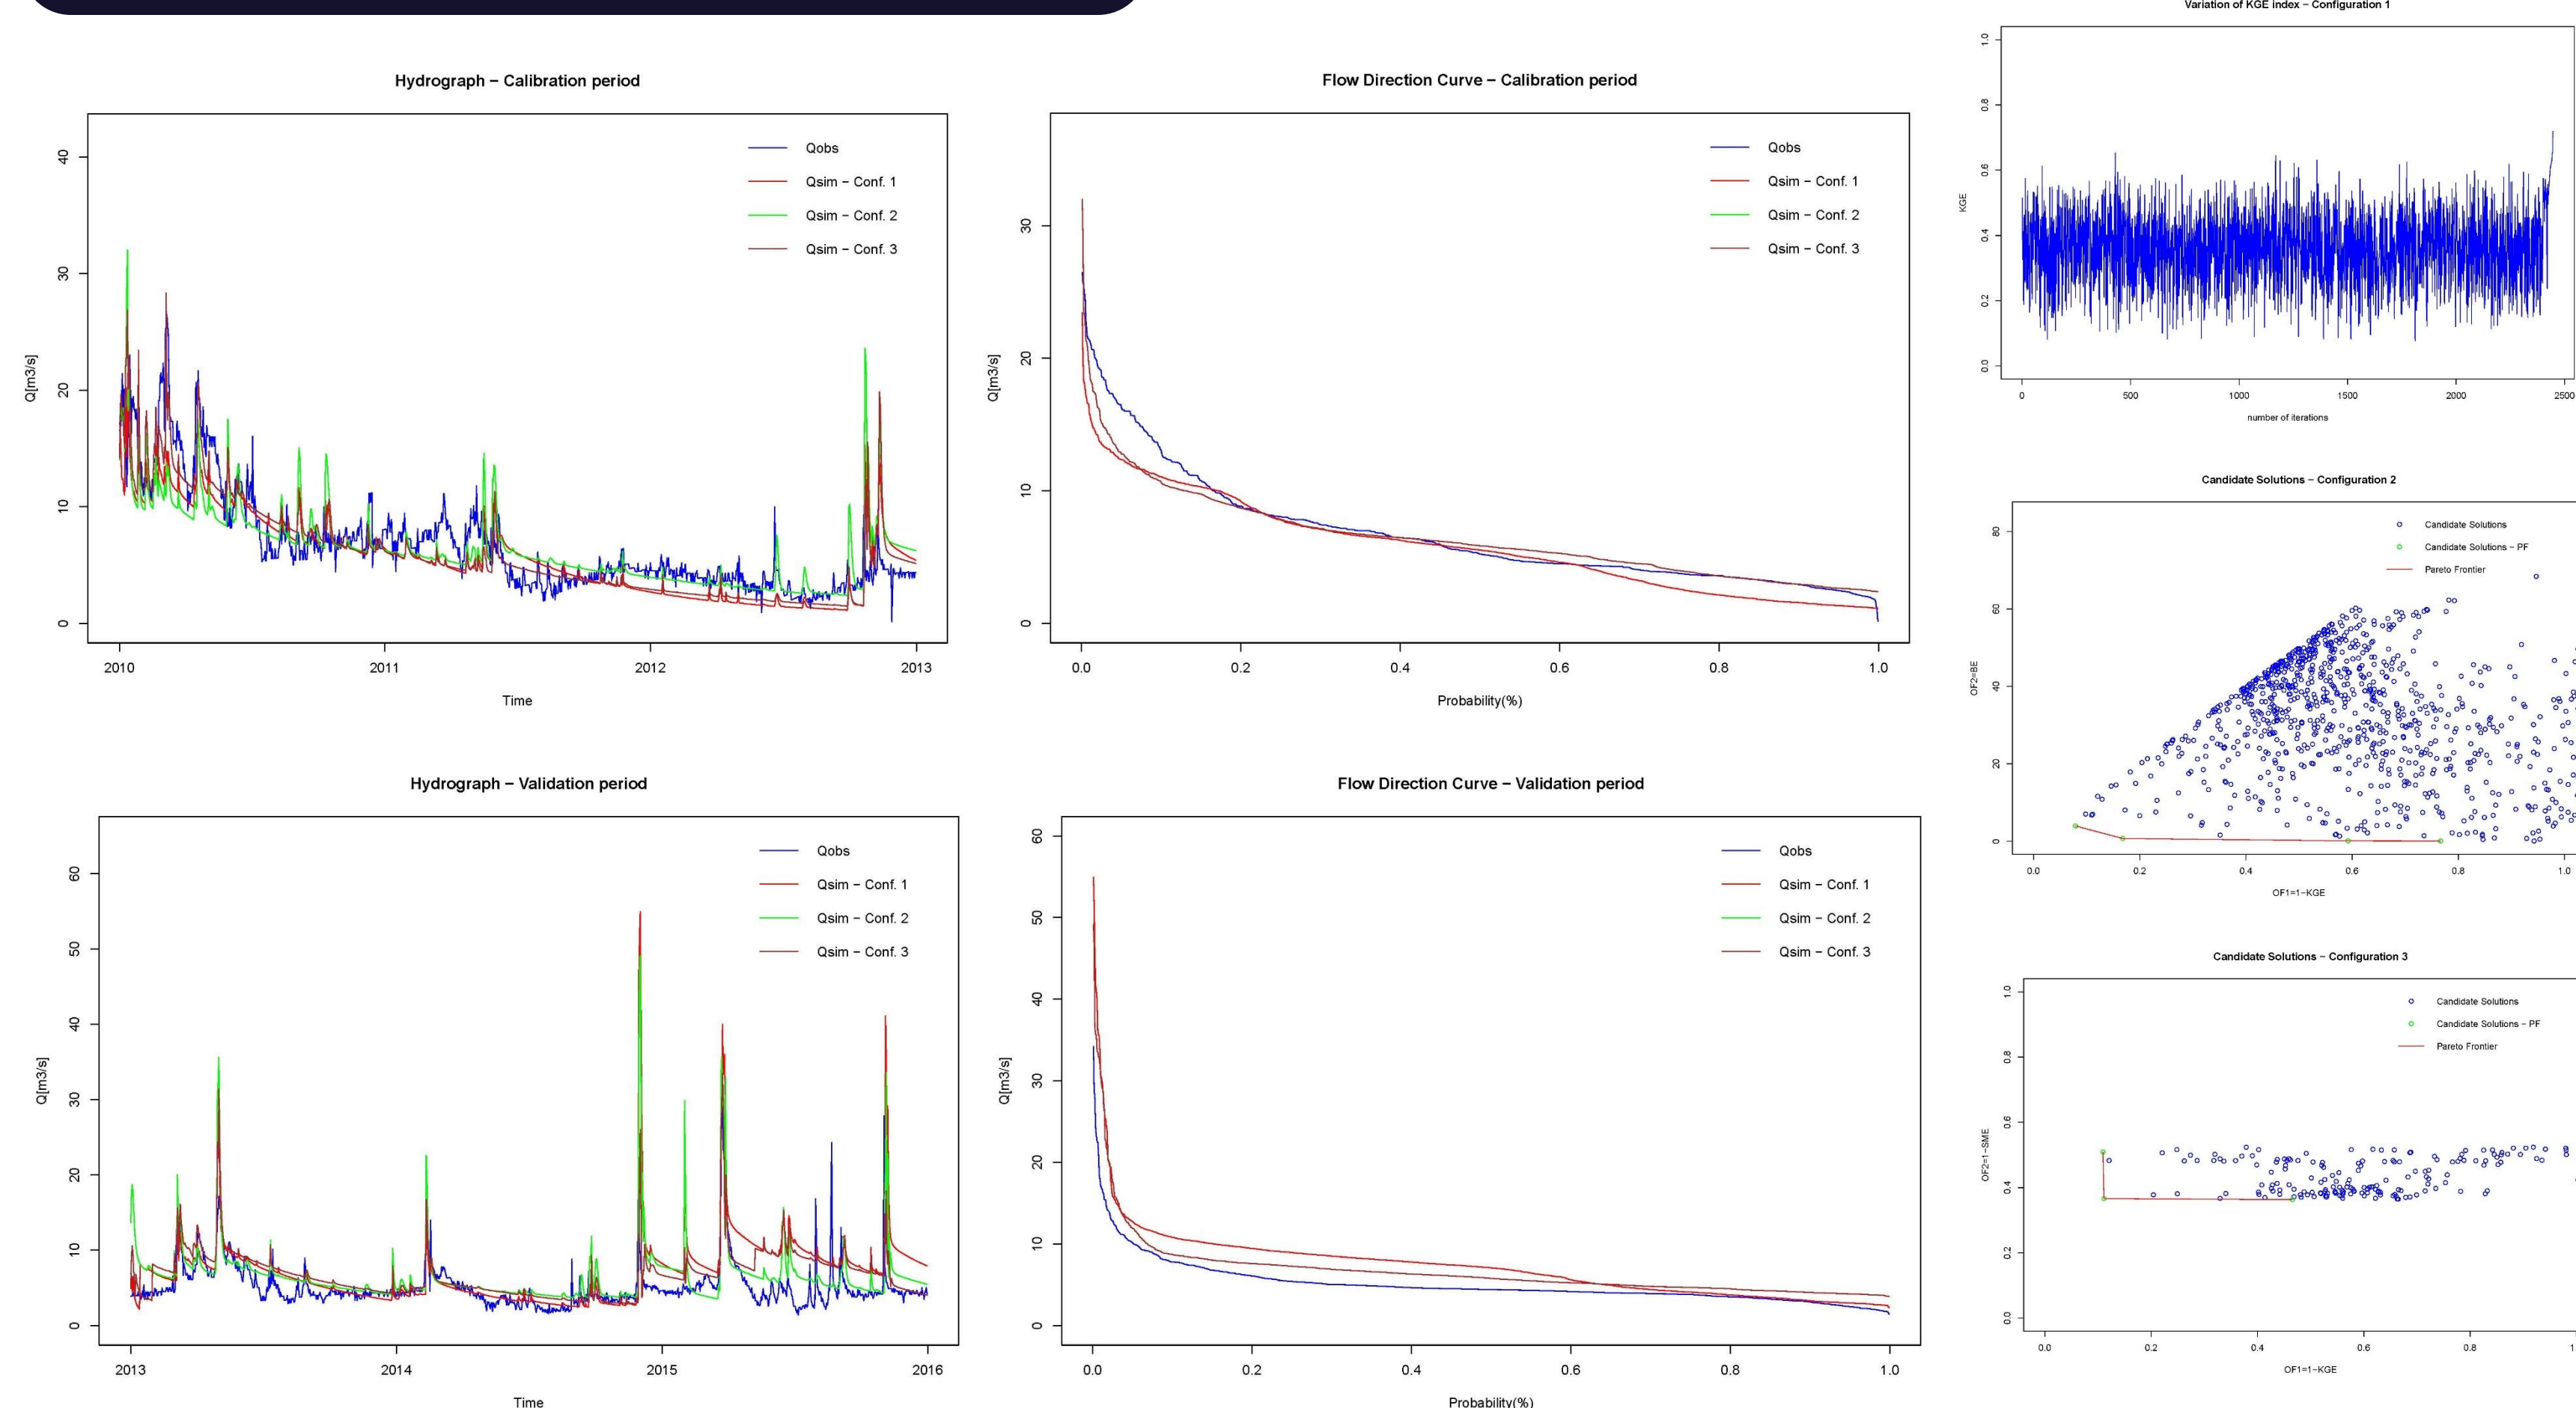 Hydrograph − Calibration period
Q[m3/s]
40
30
20
10
0
Qobs
Qsim − Conf. 1
Qsim − Conf. 2
Qsim − Conf. 3
2010 2011 2012 2013
Time
Flow Direction Curve − Calibration period
Q[m3/s]
30
20
10
0
Qobs
Qsim − Conf. 1
Qsim − Conf. 2
Qsim − Conf. 3
0.0 0.2 0.4 0.6 0.8 1.0
Probability(%)
Variation of KGE index − Configuration 1
KGE
1.0
0.8
0.6
0.4
0.2
0.0
0 500 1000 1500 2000 2500
number of iterations
Candidate Solutions − Configuration 2
OF2=BE
80
60
40
20
0
Candidate Solutions
Candidate Solutions − PF
Pareto Frontier
0.0 0.2 0.4 0.6 0.8 1.0
OF1=1−KGE
Hydrograph − Validation period
Q[m3/s]
60
50
40
30
20
10
0
Qobs
Qsim − Conf. 1
Qsim − Conf. 2
Qsim − Conf. 3
2013 2014 2015 2016
Time
Flow Direction Curve − Validation period
Q[m3/s]
60
50
40
30
20
10
0
Qobs
Qsim − Conf. 1
Qsim − Conf. 2
Qsim − Conf. 3
0.0 0.2 0.4 0.6 0.8 1.0
Probability(%)
Candidate Solutions − Configuration 3
OF2=1−SME
1.0
0.8
0.6
0.4
0.2
0.0
Candidate Solutions
Candidate Solutions − PF
Pareto Frontier
0.0 0.2 0.4 0.6 0.8
OF1=1−KGE